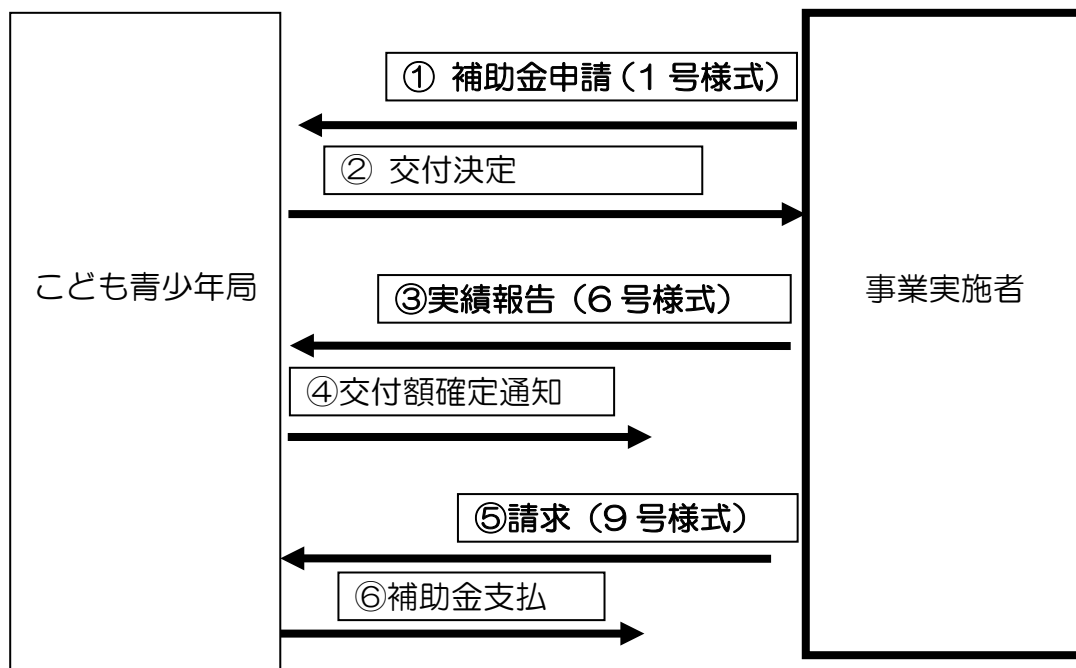 ① 補助金申請（1 号様式）
② 交付決定
こども青少年局
事業実施者
③実績報告（6 号様式）
④交付額確定通知
⑤請求（9 号様式）
⑥補助金支払